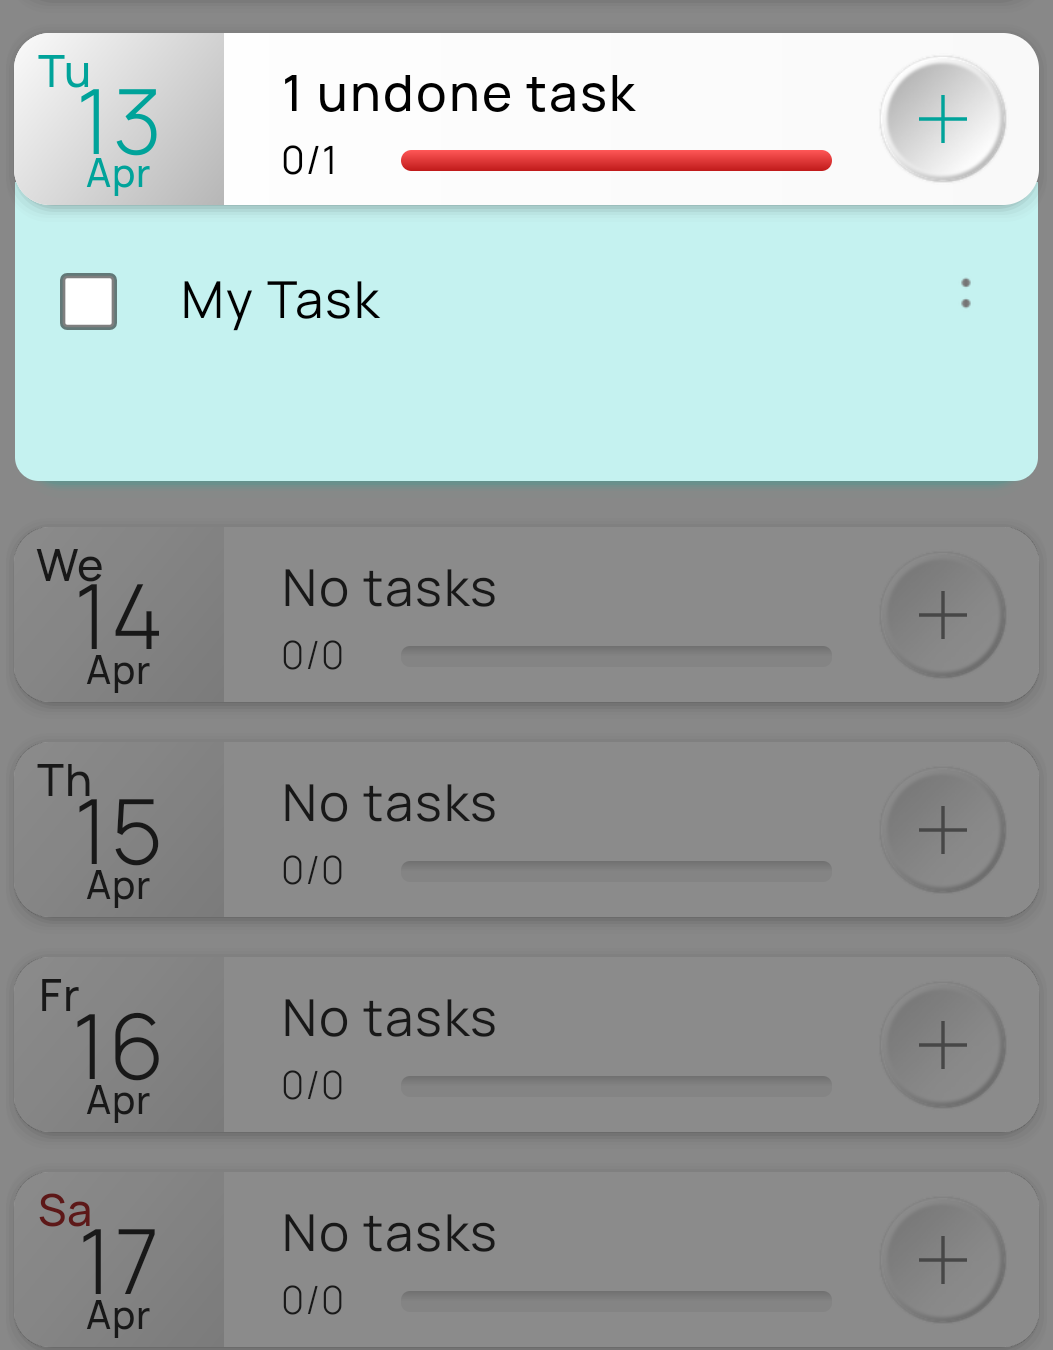 Tu
13
Apr
1 undone task
0/1
My Task
We
14
Apr
No tasks
0/0
Th
15
Apr
No tasks
0/0
Fr
16
Apr
No tasks
0/0
Sa
17
Apr
No tasks
0/0